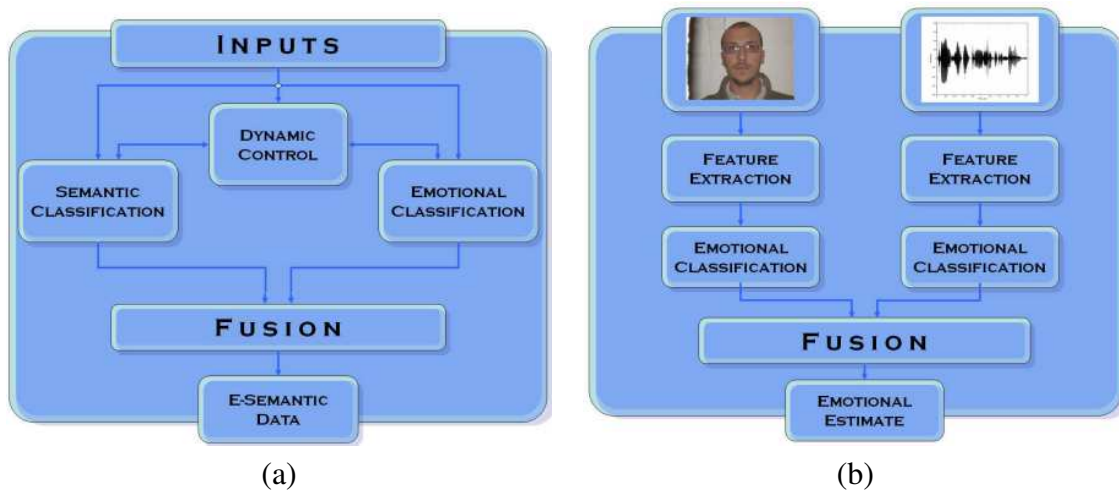 INPUTS
DYNAMIC
CONTROL
SEMANTIC
CLASSIFICATION
EMOTIONAL
CLASSIFICATION
FUSION
E-SEMANTIC
DATA
(a)
FEATURE
EXTRACTION
FEATURE
EXTRACTION
EMOTIONAL
CLASSIFICATION
EMOTIONAL
CLASSIFICATION
FUSION
EMOTIONAL
ESTIMATE
(b)